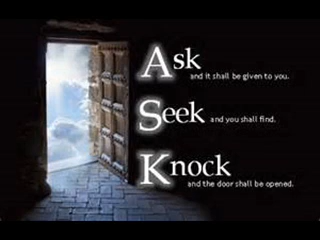 Ask
and it shall be given to you.
Seek and you shall find.
Knock
and the door shall be opened.